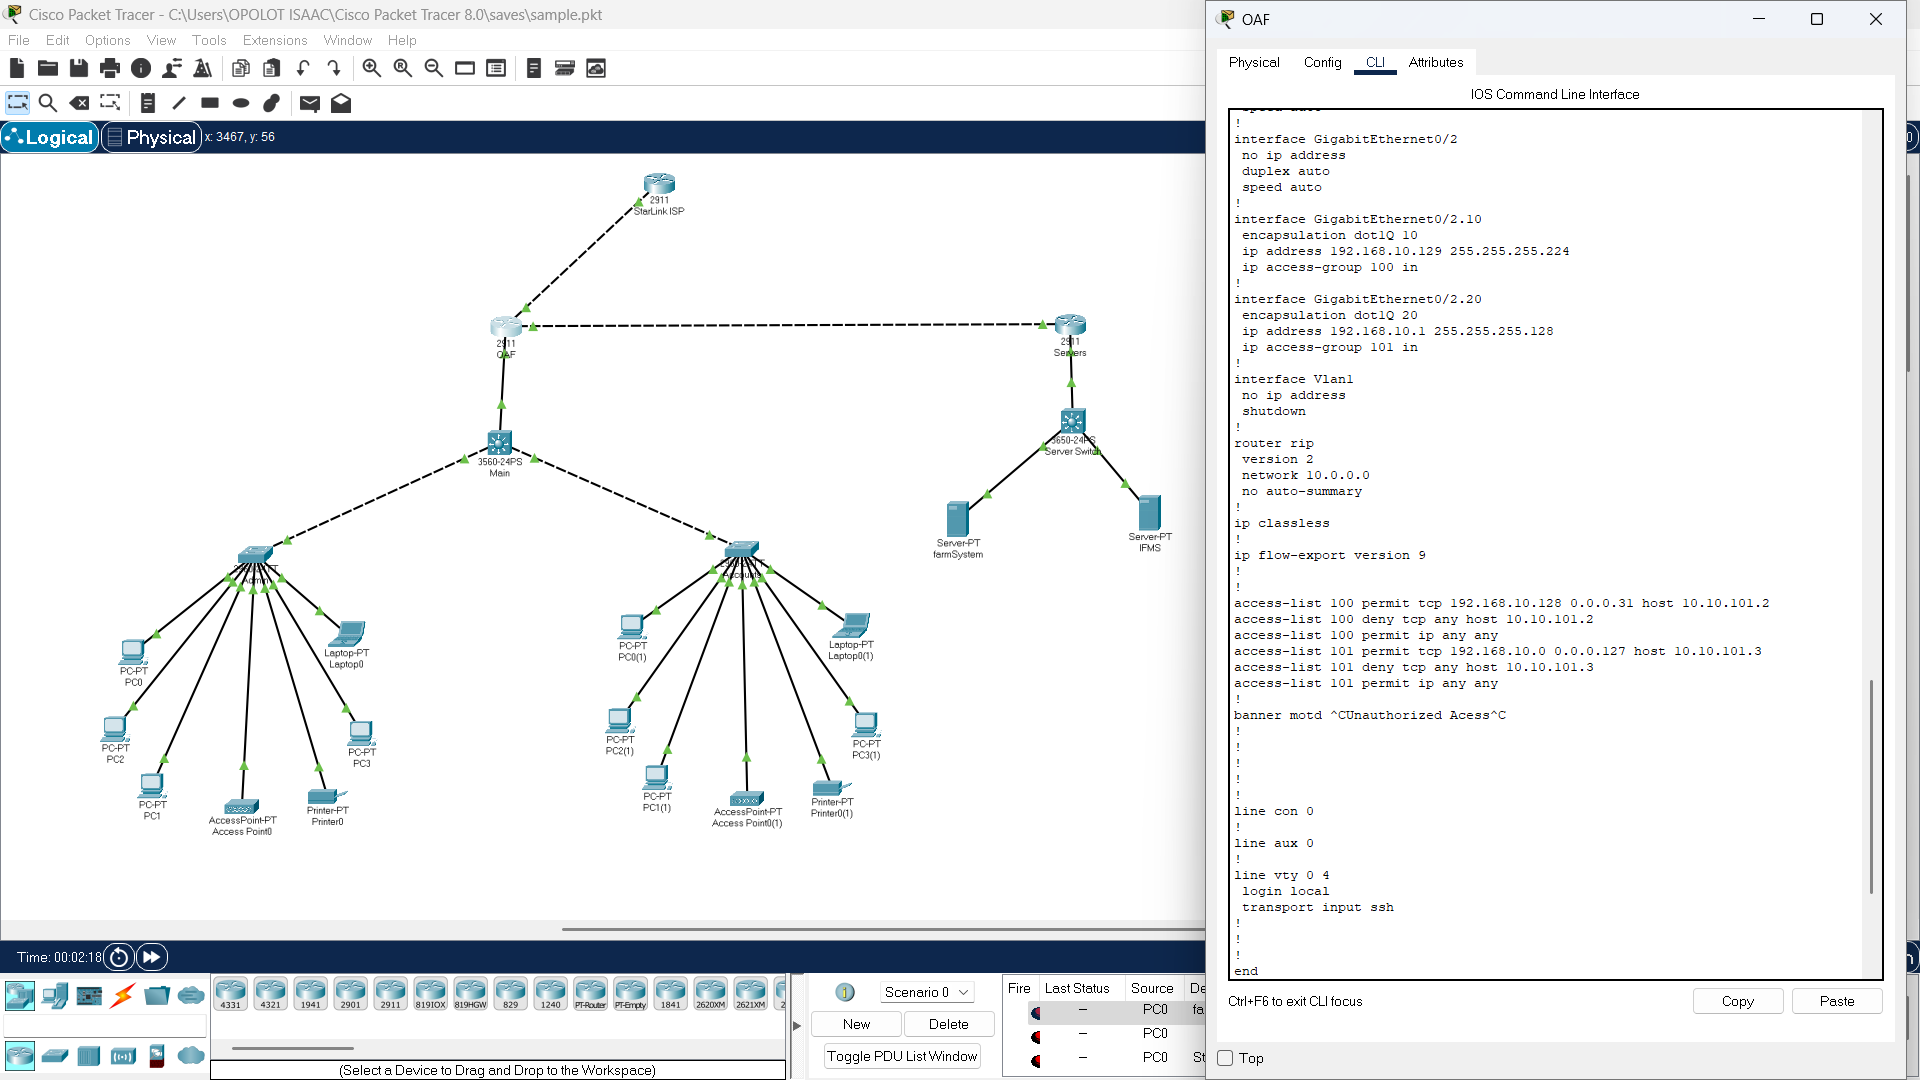 Cisco Packet Tracer - C:\Users\OPOLOT ISAAC\Cisco Packet Tracer 8.0\saves\sample.pkt
File Edit Options View Tools Extensions Window Help
Logical Physical x: 3467, y: 56
2911
StarLink ISP
2911
OAF
2911
Servers
3560-24PS
Main
3650-24PS
Server Switch
Server-PT
farmSystem
Server-PT
IFMS
Admin
Accounts
PC-PT
PC0
Laptop-PT
Laptop0
PC-PT
PC2
PC-PT
PC3
PC-PT
PC1
AccessPoint-PT
Access Point0
Printer-PT
Printer0
PC-PT
PC0(1)
Laptop-PT
Laptop0(1)
PC-PT
PC2(1)
PC-PT
PC3(1)
PC-PT
PC1(1)
AccessPoint-PT
Access Point0(1)
Printer-PT
Printer0(1)
Time: 00:02:18
4331 4321 1941 2901 2911 819IOX 819HGW 829 1240 PT-Router PT-Empty 1841 2620XM 2621XM
(Select a Device to Drag and Drop to the Workspace)
Scenario 0
New Delete
Toggle PDU List Window
Fire Last Status Source
-- PC0
-- PC0
-- PC0
OAF
Physical Config CLI Attributes
IOS Command Line Interface
speed auto
!
interface GigabitEthernet0/2
no ip address
duplex auto
speed auto
!
interface GigabitEthernet0/2.10
encapsulation dot1Q 10
ip address 192.168.10.129 255.255.255.224
ip access-group 100 in
!
interface GigabitEthernet0/2.20
encapsulation dot1Q 20
ip address 192.168.10.1 255.255.255.128
ip access-group 101 in
!
interface Vlan1
no ip address
shutdown
!
router rip
version 2
network 10.0.0.0
no auto-summary
!
ip classless
!
ip flow-export version 9
!
!
access-list 100 permit tcp 192.168.10.128 0.0.0.31 host 10.10.101.2
access-list 100 deny tcp any host 10.10.101.2
access-list 100 permit ip any any
access-list 101 permit tcp 192.168.10.0 0.0.0.127 host 10.10.101.3
access-list 101 deny tcp any host 10.10.101.3
access-list 101 permit ip any any
!
banner motd ^CUnauthorized Acess^C
!
!
!
!
!
line con 0
!
line aux 0
!
line vty 0 4
login local
transport input ssh
!
!
!
end
Ctrl+F6 to exit CLI focus
Copy Paste
Top